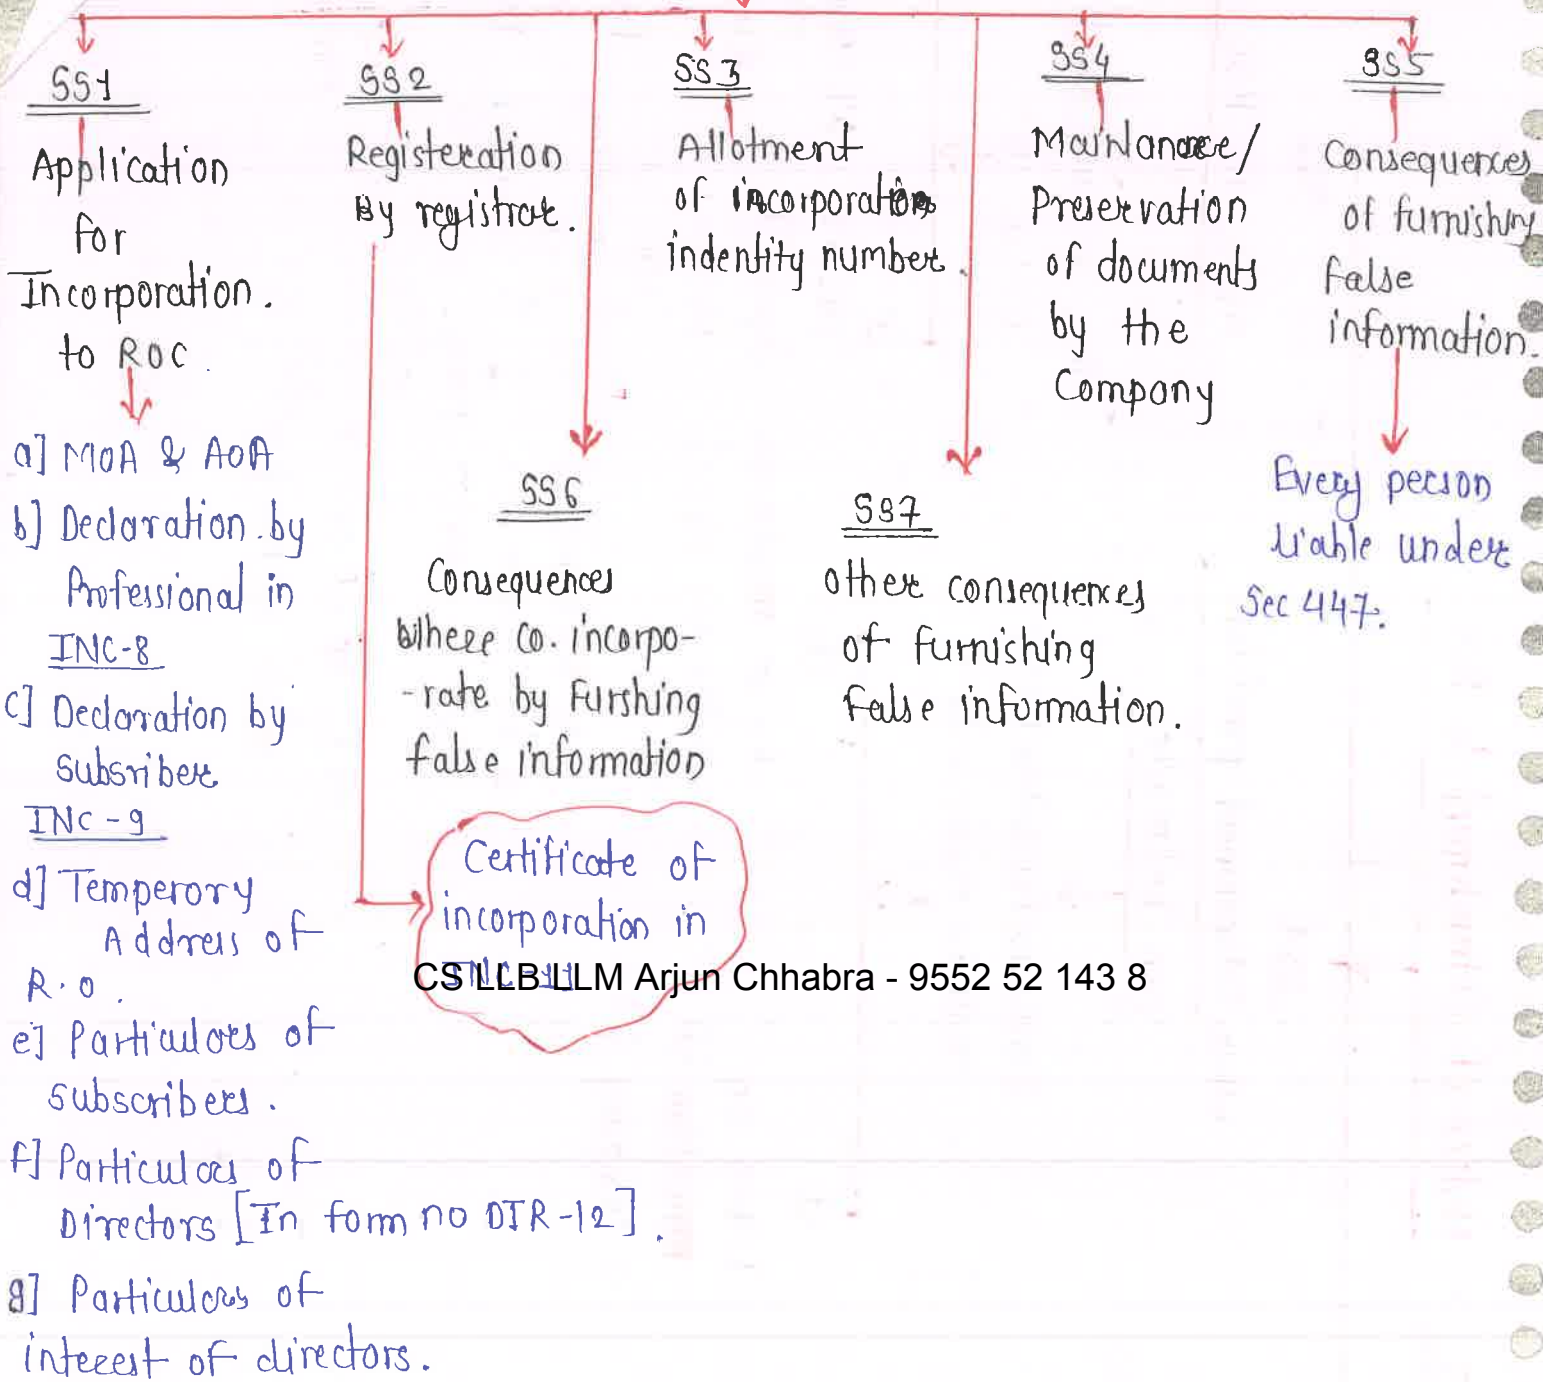 SS1
Application
for
Incorporation.
to ROC.
a] MOA & AOA
b] Declaration by
Professional in
INC-8
c] Declaration by
subsriber
INC-9
d] Temperory
Address of
R.O.
e] Particulars of
subscribers.
f] Particulars of
Directors [In form no DIR-12].
g] Particulars of
interest of directors.
SS2
Registeration
By registrar.
Certificate of
incorporation in
INC-11
SS3
Allotment
of incorporation
indentity number.
SS4
Maintanance/
Preservation
of documents
by the
Company
SS5
Consequences
of furnishing
false
information.
Every person
liable under
Sec 447.
SS6
Consequences
Where co. incorpo-
-rate by Furshing
false information
SS7
other consequences
of furnishing
false information.
CS LLB LLM Arjun Chhabra - 9552 52 143 8